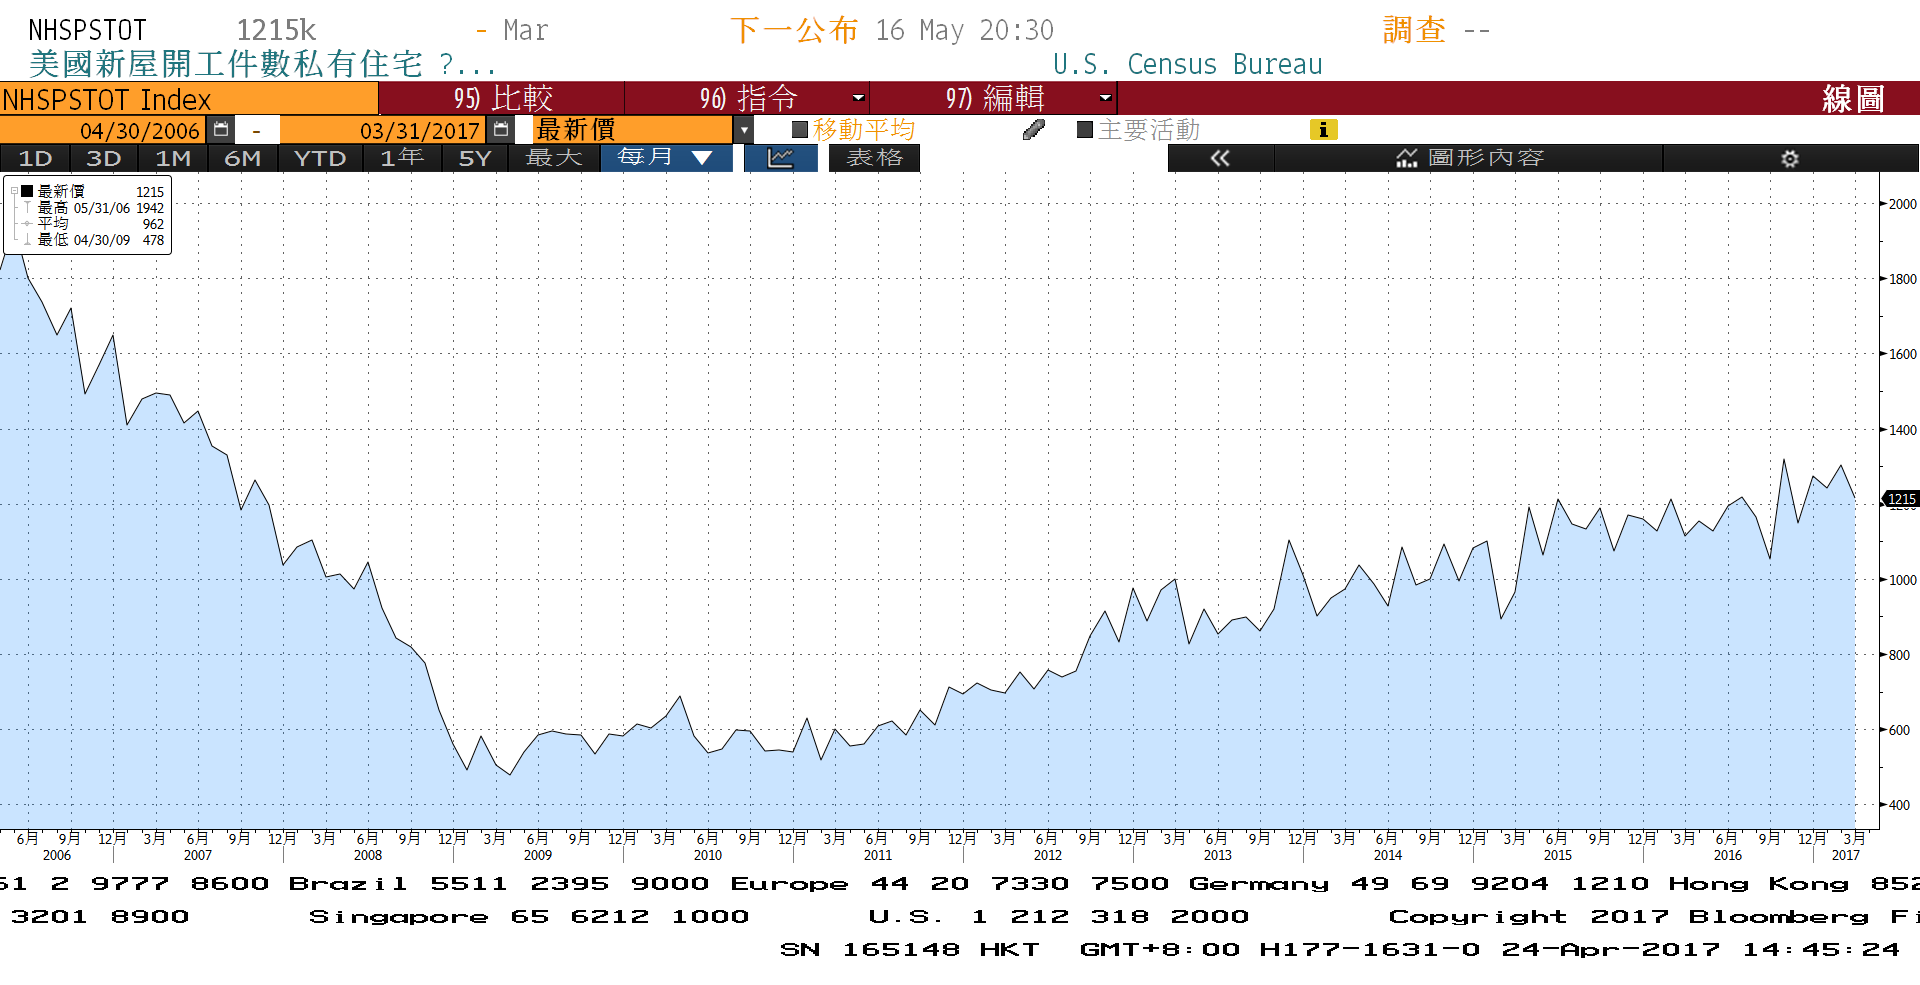 NHSPSTOT 1215k - Mar 下一公布 16 May 20:30 調查 --
美國新屋開工件數私有住宅 ?... U.S. Census Bureau
NHSPSTOT Index 95) 比較 96) 指令 97) 編輯 線圖
04/30/2006 - 03/31/2017 最新價 移動平均 主要活動
1D 3D 1M 6M YTD 1年 5Y 最大 每月 ▼ 表格 « 圖形內容
最新價 1215
最高 05/31/06 1942
平均 962
最低 04/30/09 478
2000
1800
1600
1400
1215
1200
1000
800
600
400
6月 9月 12月 3月 6月 9月 12月 3月 6月 9月 12月 3月 6月 9月 12月 3月 6月 9月 12月 3月 6月 9月 12月 3月 6月 9月 12月 3月 6月 9月 12月 3月 6月 9月 12月 3月 6月 9月 12月 3月 6月 9月 12月 3月
2006 2007 2008 2009 2010 2011 2012 2013 2014 2015 2016 2017
61 2 9777 8600 Brazil 5511 2395 9000 Europe 44 20 7330 7500 Germany 49 69 9204 1210 Hong Kong 852
3201 8900 Singapore 65 6212 1000 U.S. 1 212 318 2000 Copyright 2017 Bloomberg Fi
SN 165148 HKT GMT+8:00 H177-1631-0 24-Apr-2017 14:45:24